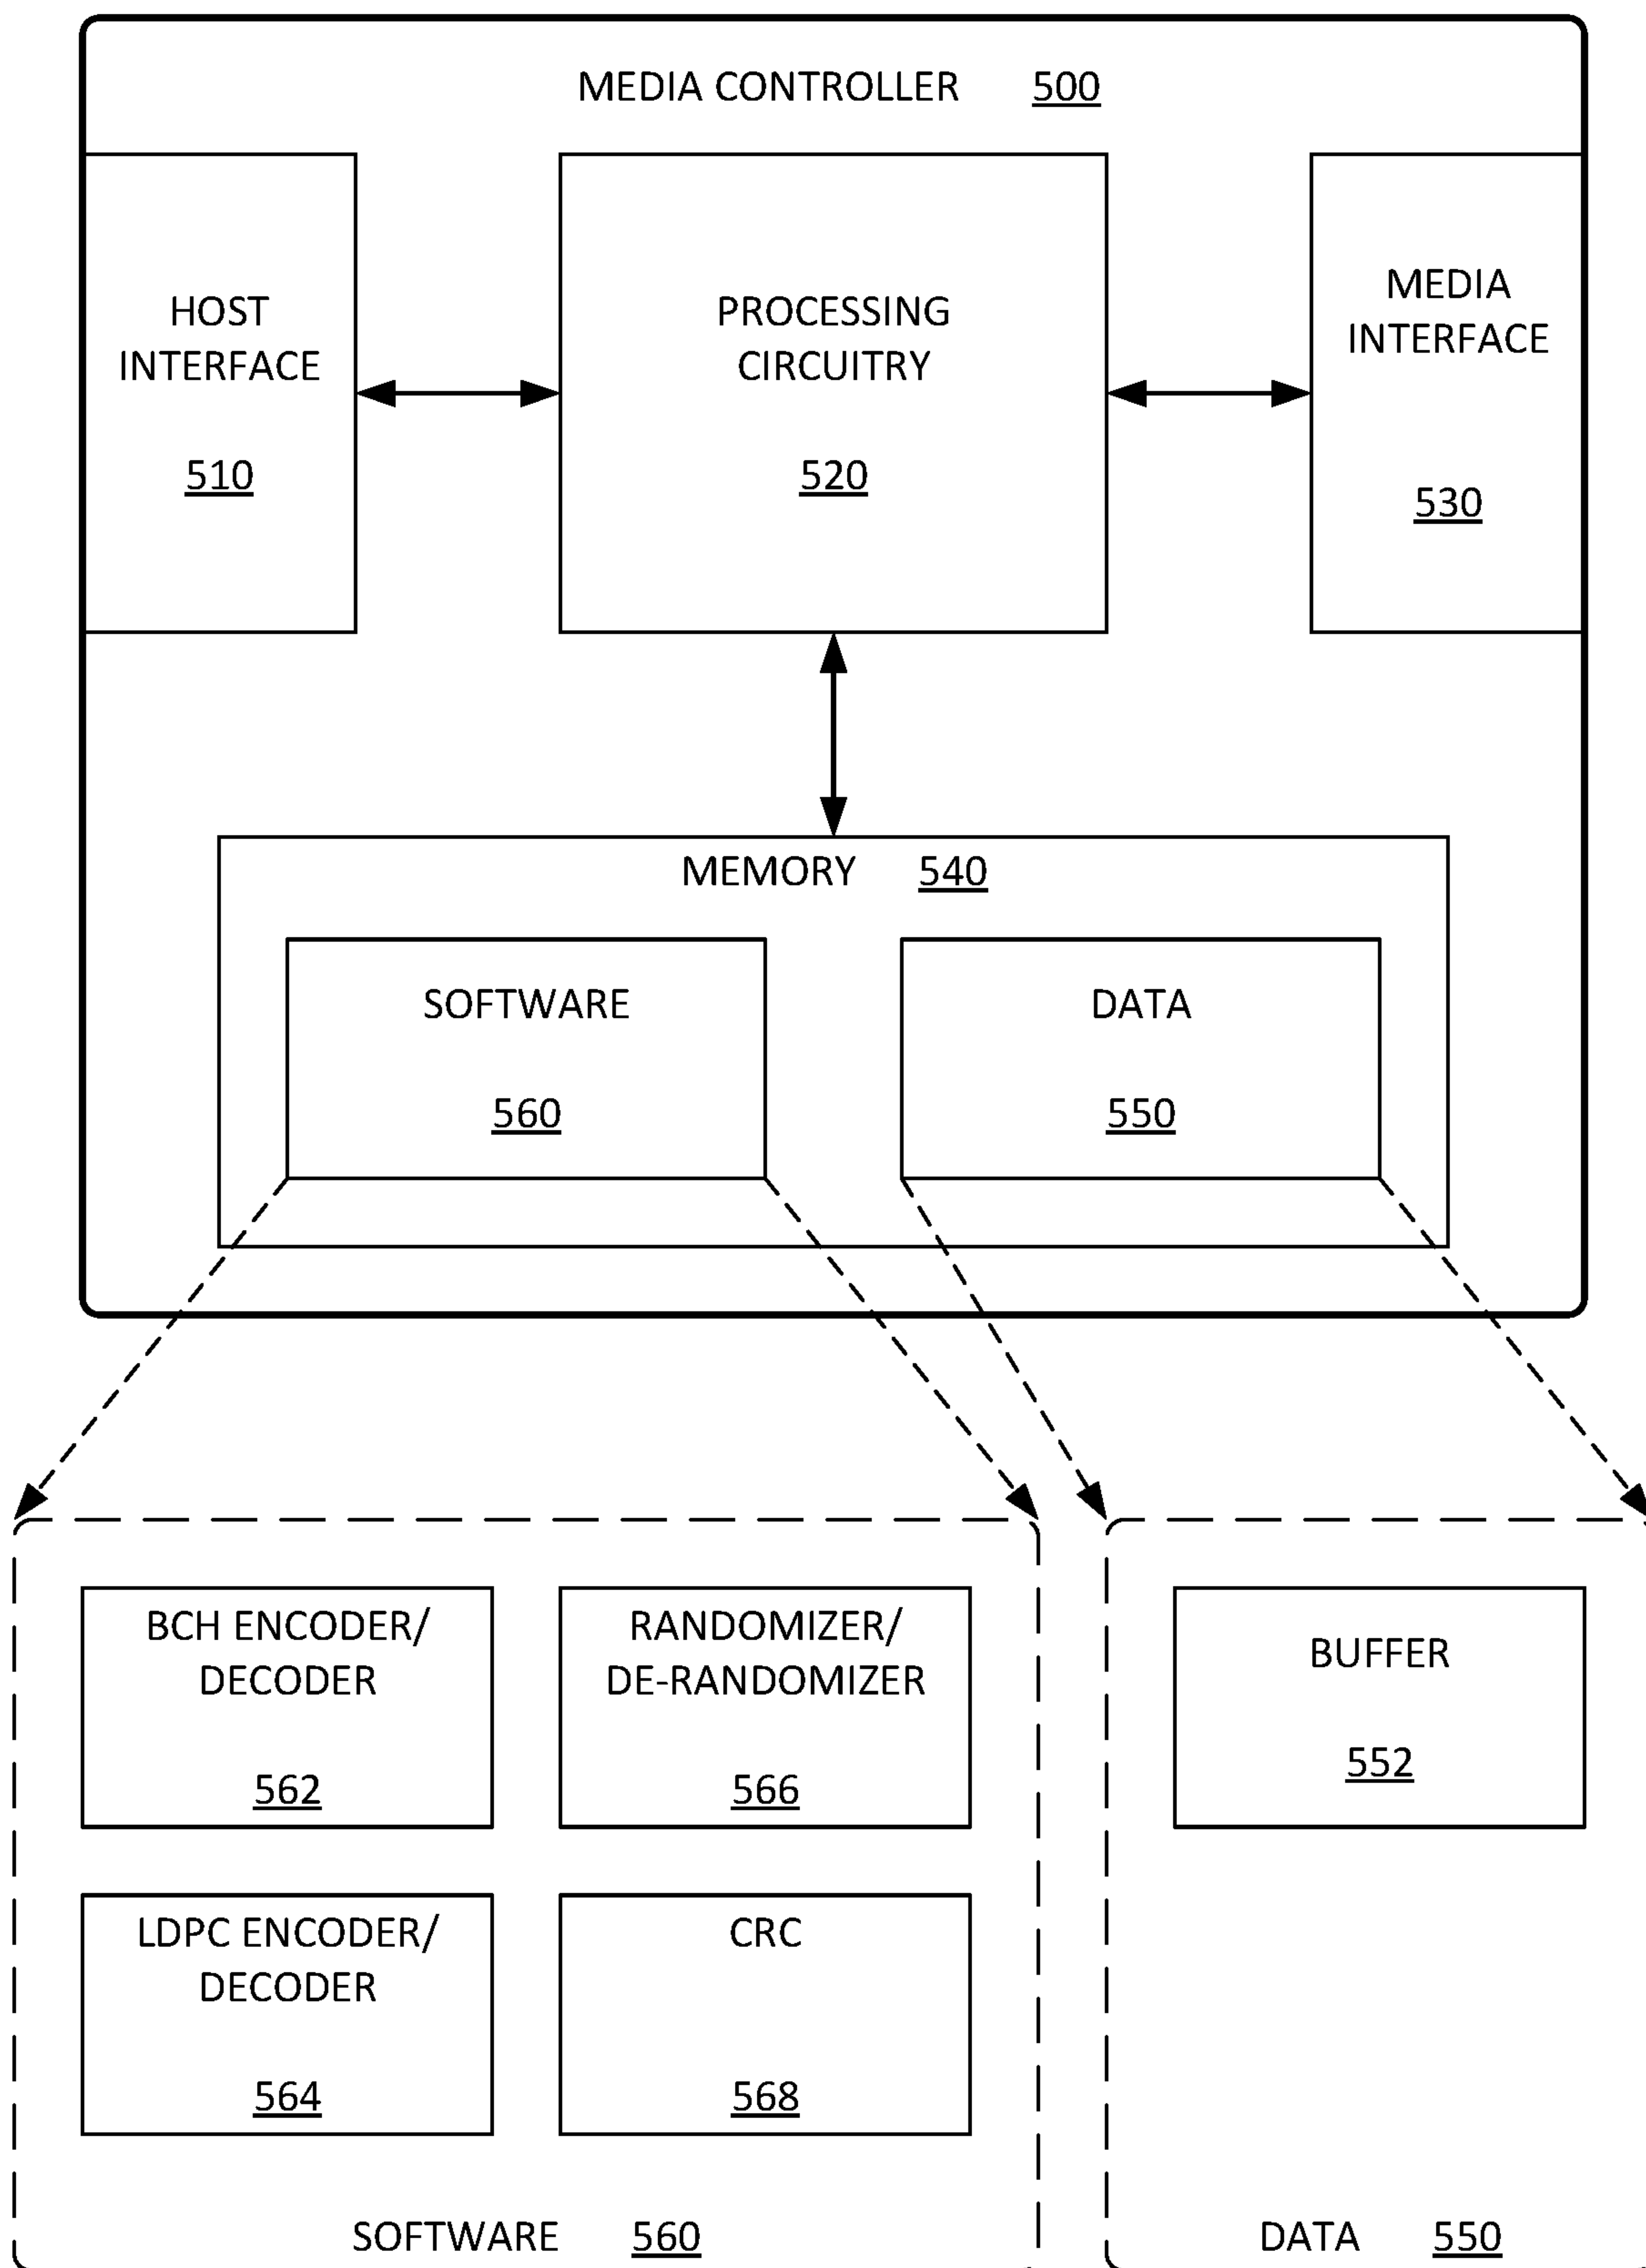 MEDIA CONTROLLER 500
HOST
INTERFACE
510
PROCESSING
CIRCUITRY
520
MEDIA
INTERFACE
530
MEMORY 540
SOFTWARE
560
DATA
550
BCH ENCODER/
DECODER
562
RANDOMIZER/
DE-RANDOMIZER
566
BUFFER
552
LDPC ENCODER/
DECODER
564
CRC
568
SOFTWARE 560
DATA 550